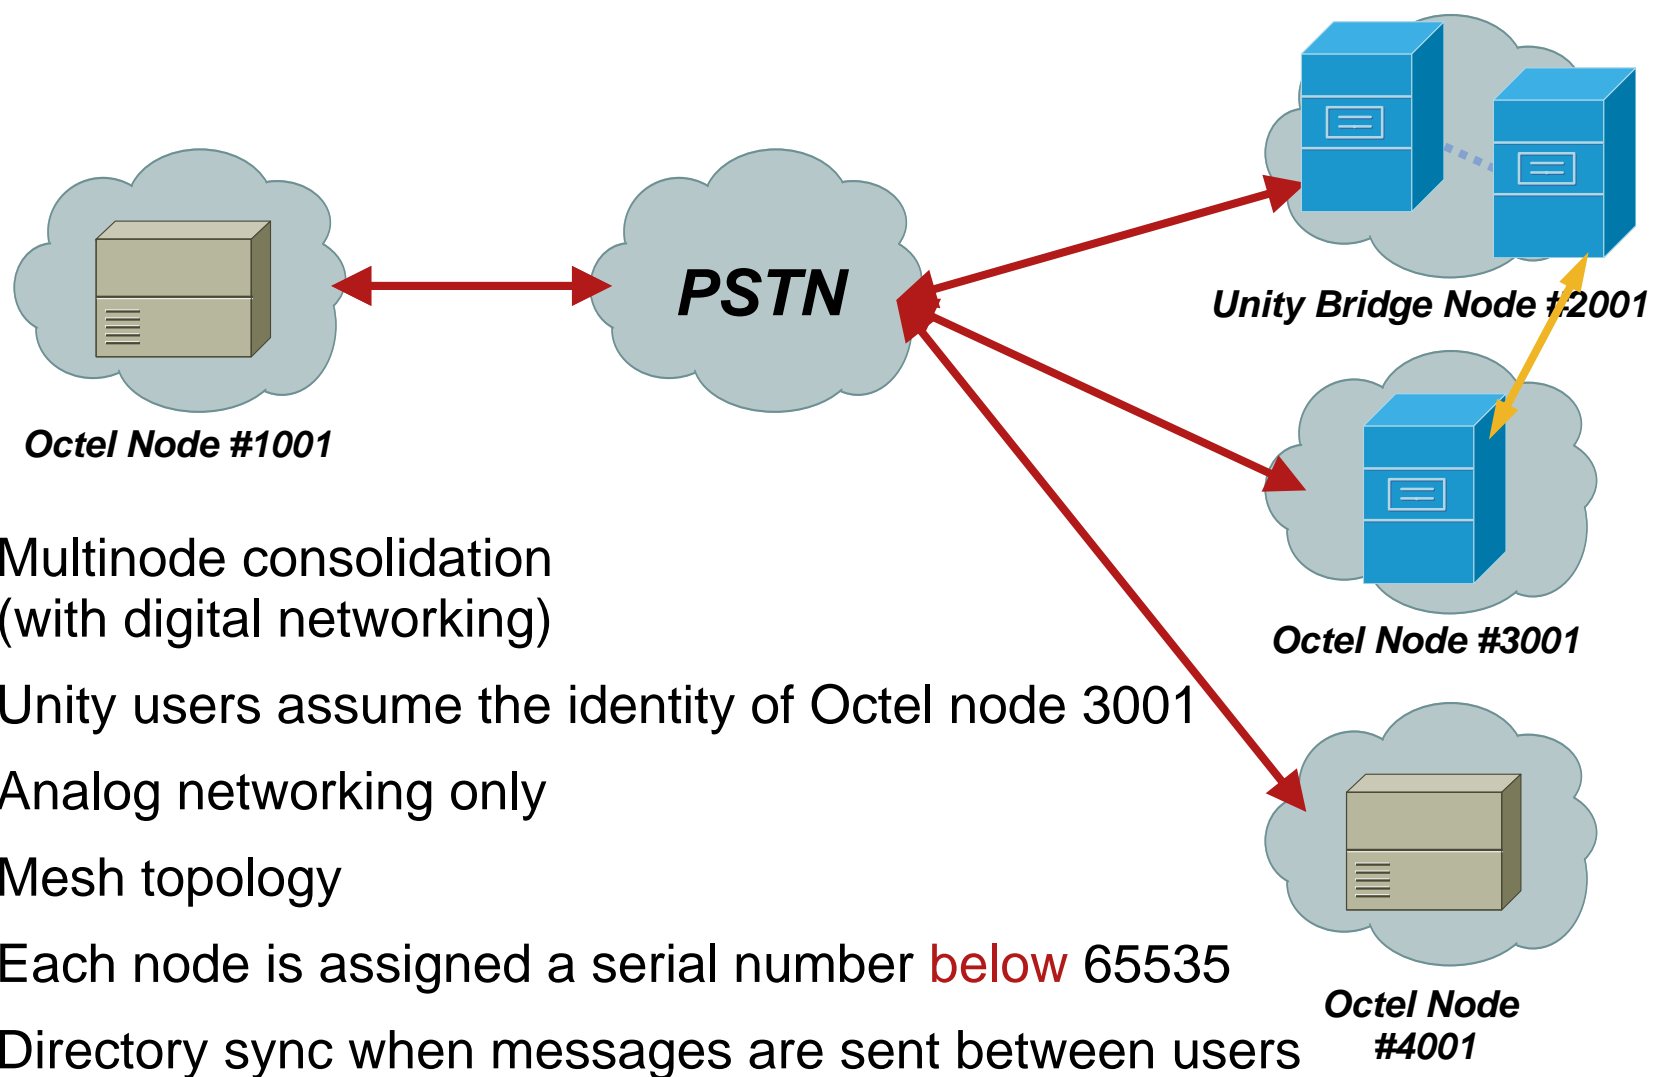 PSTN
Unity Bridge Node #2001
Octel Node #1001
Multinode consolidation
(with digital networking)
Octel Node #3001
Unity users assume the identity of Octel node 3001
Analog networking only
Mesh topology
Each node is assigned a serial number below 65535
Octel Node
#4001
Directory sync when messages are sent between users